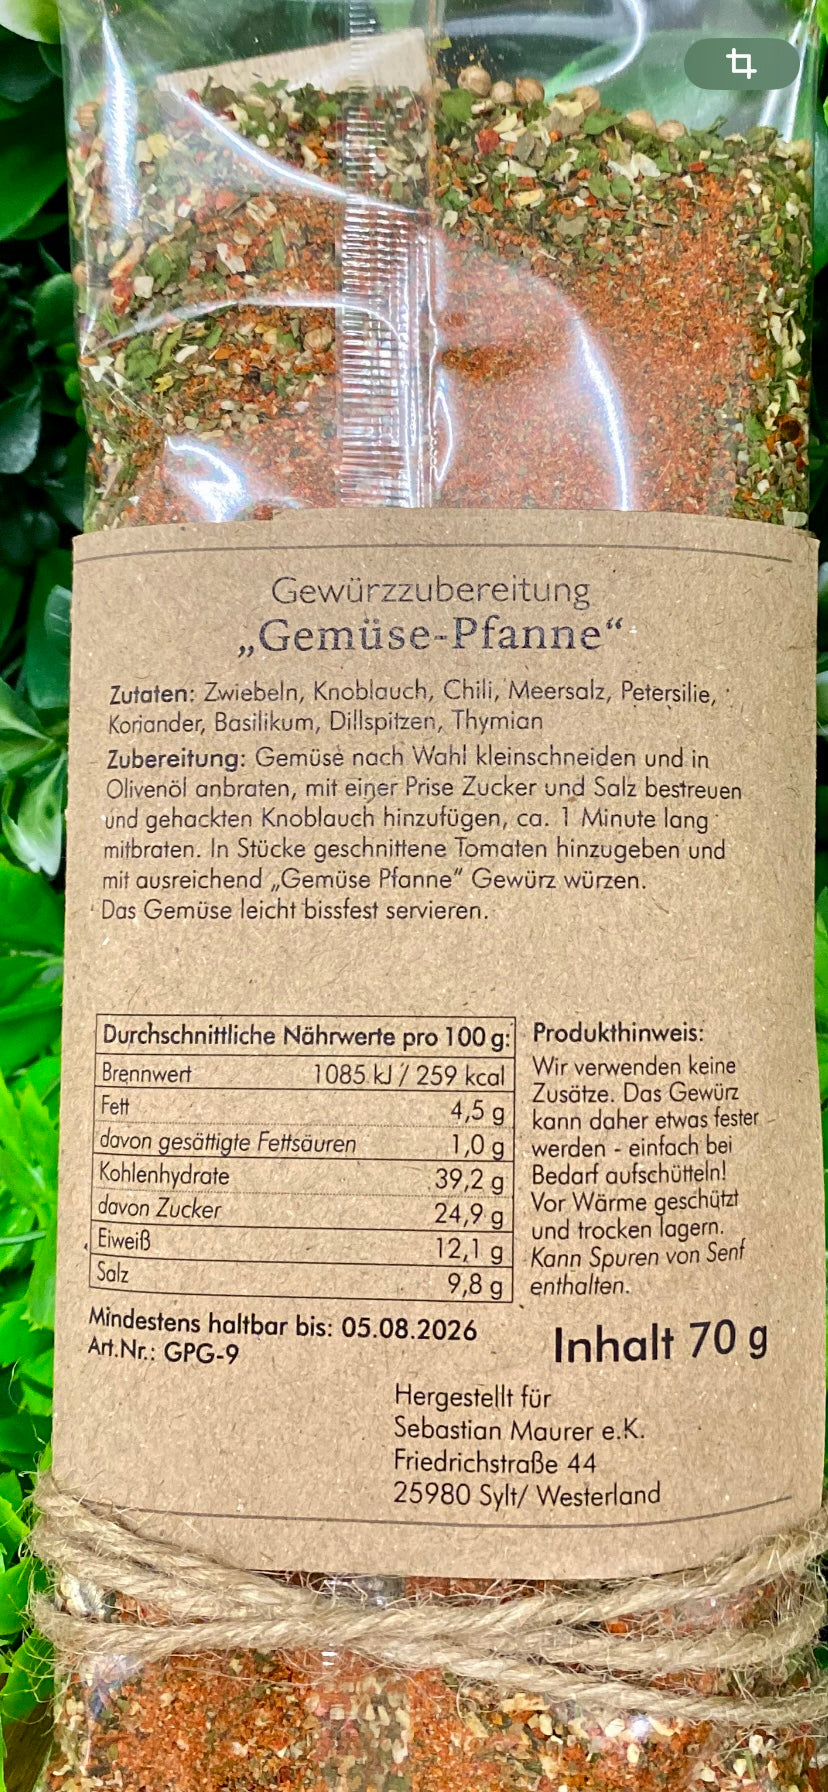 Gewürzzubereitung
„Gemüse-Pfanne“
Zutaten: Zwiebeln, Knoblauch, Chili, Meersalz, Petersilie,
Koriander, Basilikum, Dillspitzen, Thymian
Zubereitung: Gemüse nach Wahl kleinschneiden und in
Olivenöl anbraten, mit einer Prise Zucker und Salz bestreuen
und gehackten Knoblauch hinzufügen, ca. 1 Minute lang
mitbraten. In Stücke geschnittene Tomaten hinzugeben und
mit ausreichend „Gemüse Pfanne“ Gewürz würzen.
Das Gemüse leicht bissfest servieren.
Durchschnittliche Nährwerte pro 100 g:
Brennwert 1085 kJ / 259 kcal
Fett 4,5 g
davon gesättigte Fettsäuren 1,0 g
Kohlenhydrate 39,2 g
davon Zucker 24,9 g
Eiweiß 12,1 g
Salz 9,8 g
Produkthinweis:
Wir verwenden keine
Zusätze. Das Gewürz
kann daher etwas fester
werden - einfach bei
Bedarf aufschütteln!
Vor Wärme geschützt
und trocken lagern.
Kann Spuren von Senf
enthalten.
Mindestens haltbar bis: 05.08.2026
Art.Nr.: GPG-9
Inhalt 70 g
Hergestellt für
Sebastian Maurer e.K.
Friedrichstraße 44
25980 Sylt/ Westerland